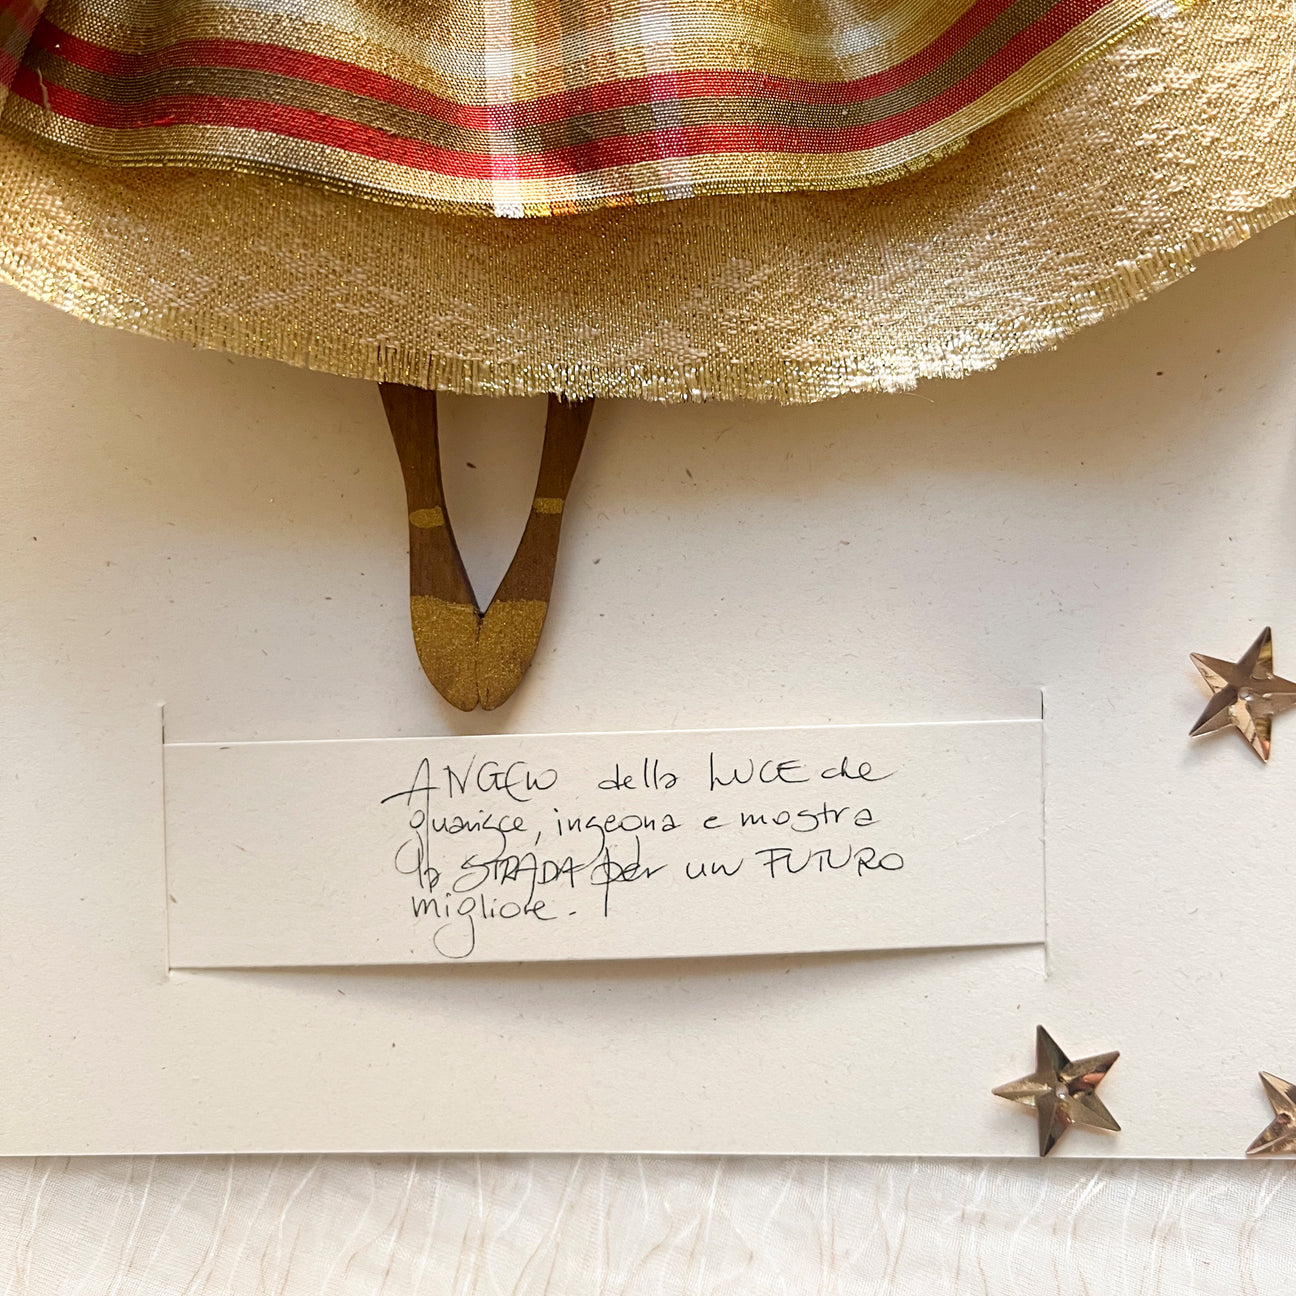 ANGELO della LUCE che
guarisce, insegna e mostra
la STRADA per un FUTURO
migliore.